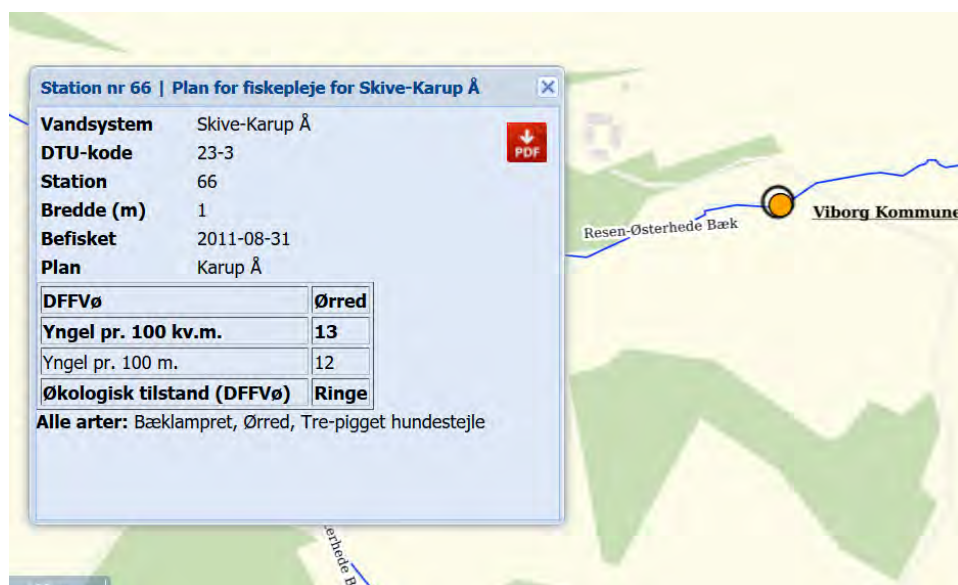 Station nr 66 | Plan for fiskepleje for Skive-Karup Å
Vandsystem Skive-Karup Å
PDF
DTU-kode 23-3
Station 66
Bredde (m) 1
Befisket 2011-08-31
Plan Karup Å
DFFVø Ørred
Yngel pr. 100 kv.m. 13
Yngel pr. 100 m. 12
Økologisk tilstand (DFFVø) Ringe
Alle arter: Bæklampret, Ørred, Tre-pigget hundestejle
Resen-Østerhede Bæk
Viborg Kommune
erhede B